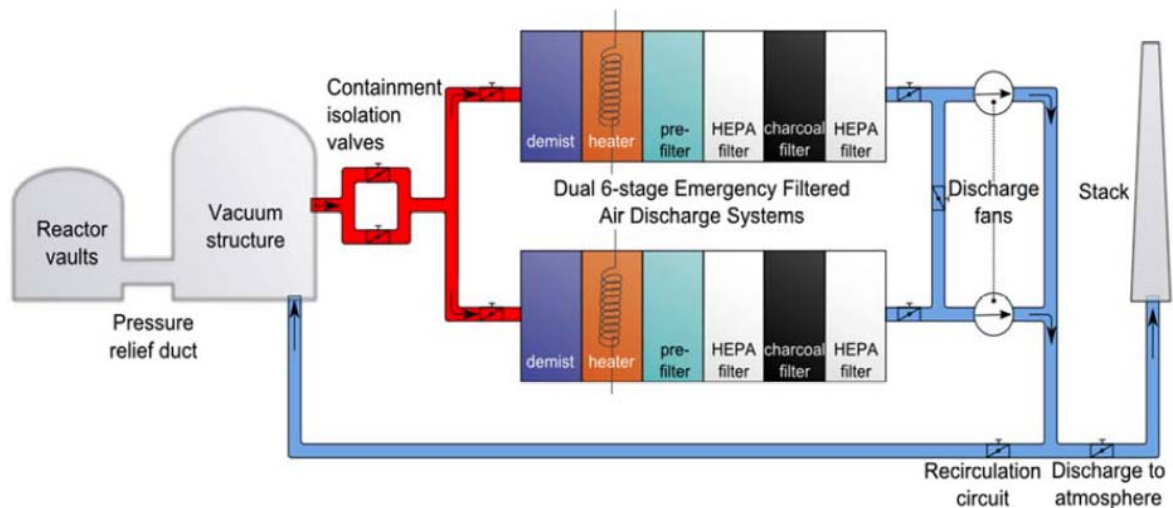 Containment
isolation
valves
Reactor
vaults
Vacuum
structure
Pressure
relief duct
demist
heater
pre-
filter
HEPA
filter
charcoal
filter
HEPA
filter
Dual 6-stage Emergency Filtered
Air Discharge Systems
demist
heater
pre-
filter
HEPA
filter
charcoal
filter
HEPA
filter
Discharge
fans
Stack
Recirculation
circuit
Discharge to
atmosphere